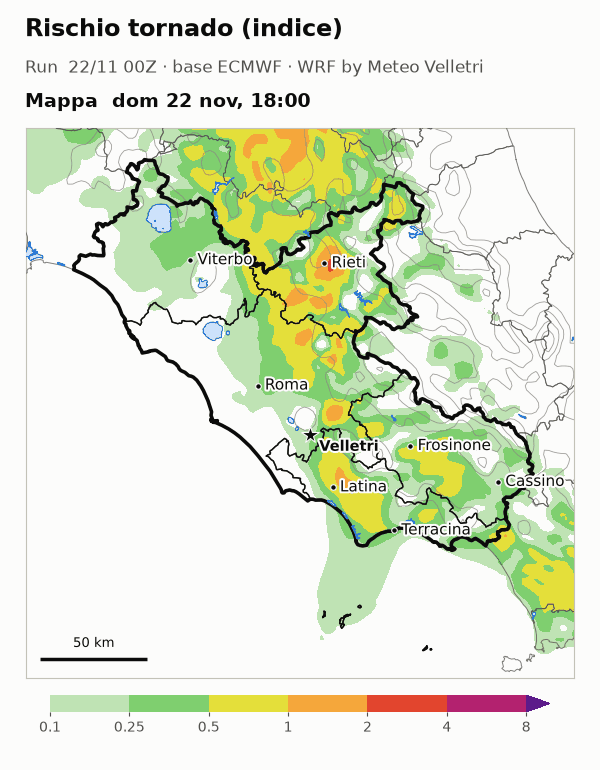 Rischio tornado (indice)
Run  22/11 00Z · base ECMWF · WRF by Meteo Velletri
Mappa  dom 22 nov, 18:00
Viterbo
Rieti
Roma
Velletri
Frosinone
Cassino
Latina
Terracina
50 km
0.1 0.25 0.5 1 2 4 8